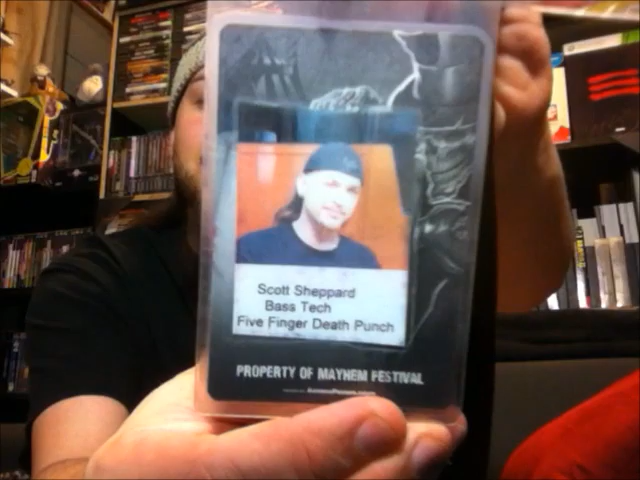 Scott Sheppard
Bass Tech
Five Finger Death Punch
PROPERTY OF MAYHEM FESTIVAL